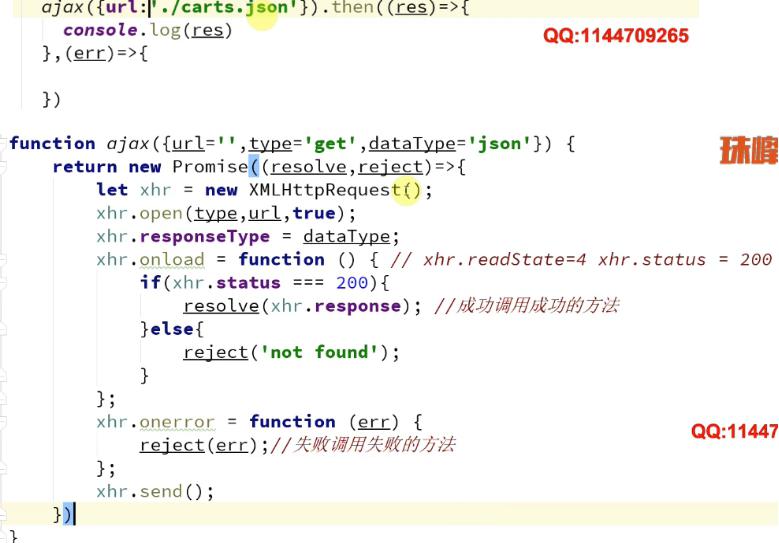 ajax({url:'./carts.json'}).then((res)=>{
console.log(res)
QQ:1144709265
},(err)=>{
})
function ajax({url='',type='get',dataType='json'}) {
珠峰
return new Promise((resolve,reject)=>{
let xhr = new XMLHttpRequest();
xhr.open(type,url,true);
xhr.responseType = dataType;
xhr.onload = function () { // xhr.readState=4 xhr.status = 200
if(xhr.status === 200){
resolve(xhr.response); //成功调用成功的方法
}else{
reject('not found');
}
};
xhr.onerror = function (err) {
QQ:11447
reject(err);//失败调用失败的方法
};
xhr.send();
})
}